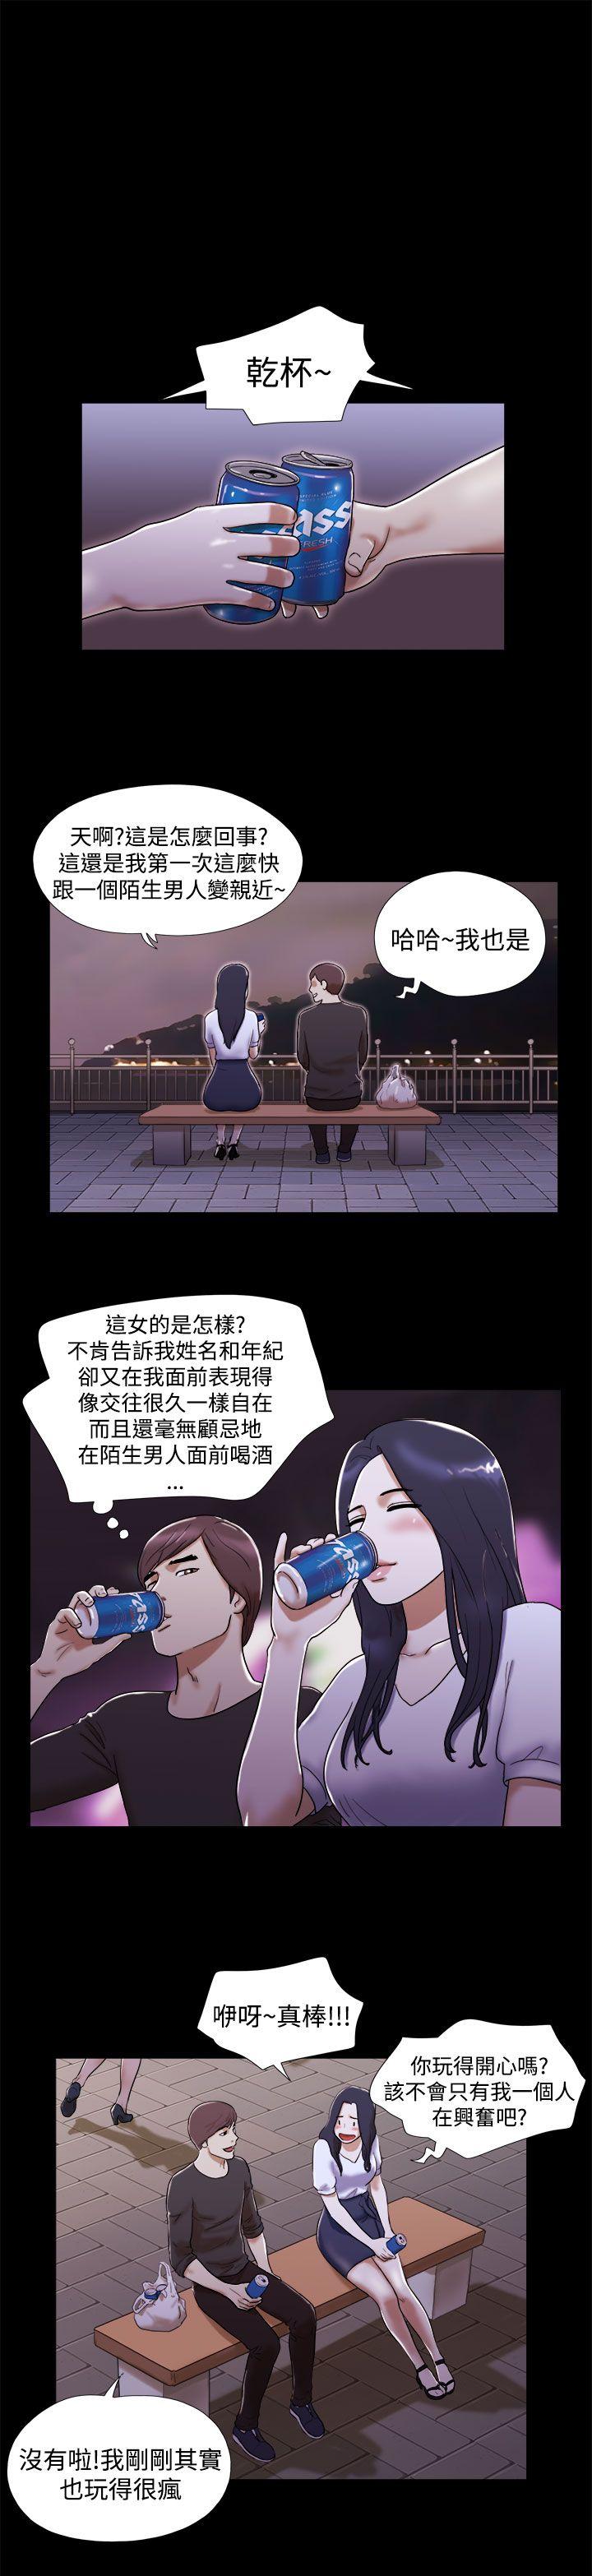 乾杯~
ass
FRESH
天啊?這是怎麼回事?
這還是我第一次這麼快
跟一個陌生男人變親近~
哈哈~我也是
這女的是怎樣?
不肯告訴我姓名和年紀
卻又在我面前表現得
像交往很久一樣自在
而且還毫無顧忌地
在陌生男人面前喝酒
...
咿呀~真棒!!!
你玩得開心嗎?
該不會只有我一個人
在興奮吧?
沒有啦!我剛剛其實
也玩得很瘋